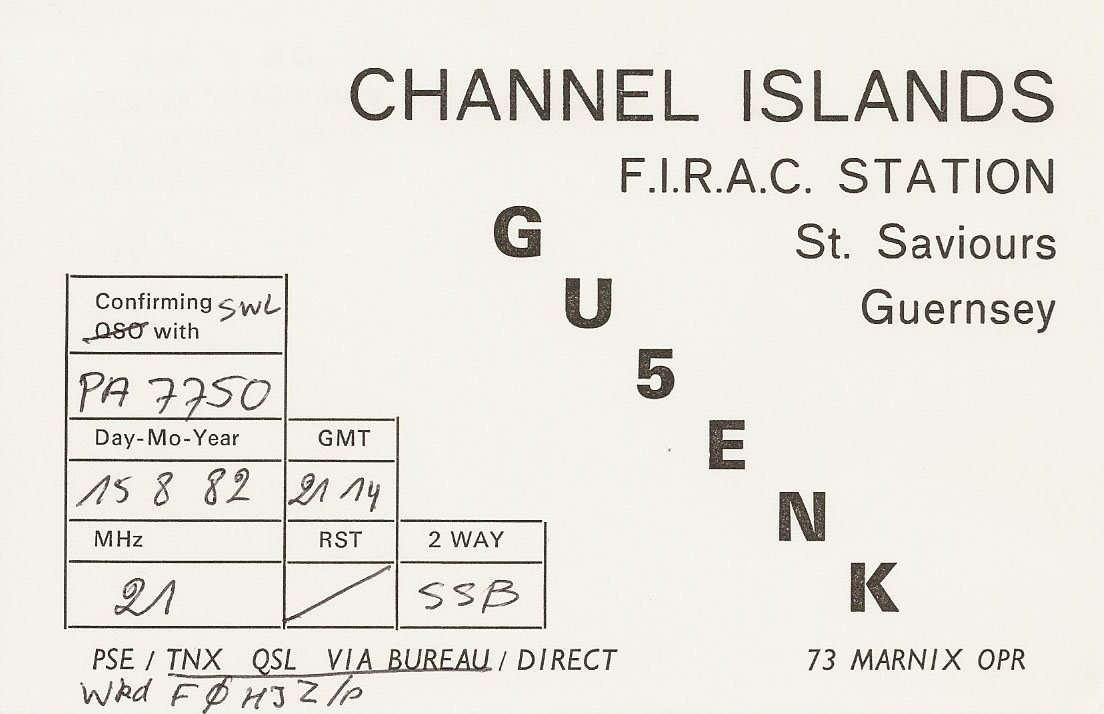 CHANNEL ISLANDS
F.I.R.A.C. STATION
St. Saviours
Guernsey
GU5ENK
Confirming SWL
QSO with
PA 7750
Day-Mo-Year GMT
15 8 82 21 14
MHz RST 2 WAY
21 / SSB
PSE / TNX QSL VIA BUREAU / DIRECT
73 MARNIX OPR
Wkd FØHJZ/P